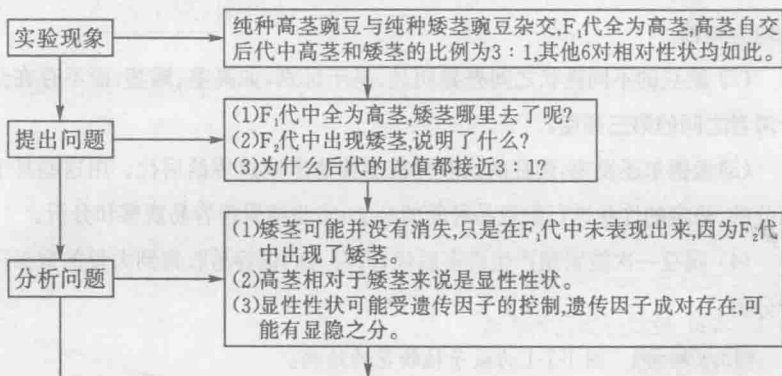 实验现象
纯种高茎豌豆与纯种矮茎豌豆杂交,F₁代全为高茎,高茎自交
后代中高茎和矮茎的比例为3:1,其他6对相对性状均如此。
提出问题
(1)F₁代中全为高茎,矮茎哪里去了呢?
(2)F₂代中出现矮茎,说明了什么?
(3)为什么后代的比值都接近3:1?
分析问题
(1)矮茎可能并没有消失,只是在F₁代中未表现出来,因为F₂代
中出现了矮茎。
(2)高茎相对于矮茎来说是显性性状。
(3)显性性状可能受遗传因子的控制,遗传因子成对存在,可
能有显隐之分。